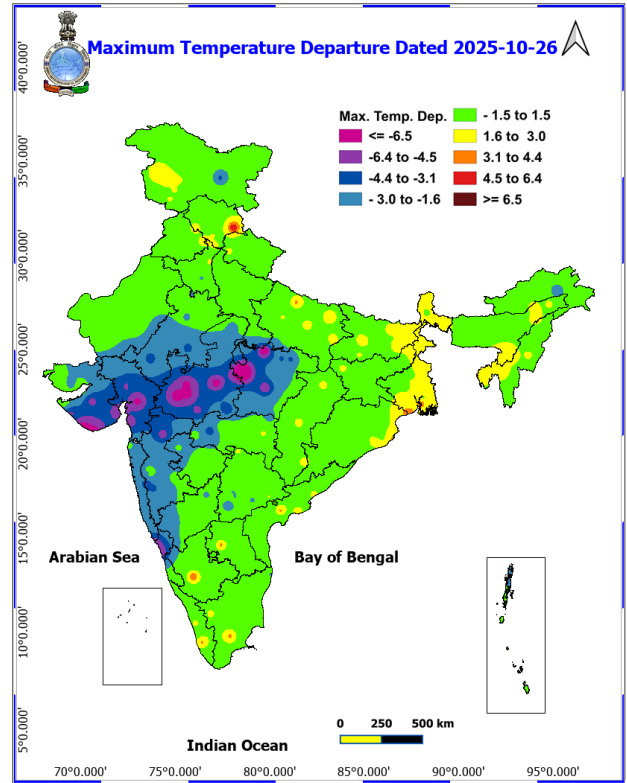 Maximum Temperature Departure Dated 2025-10-26
Max. Temp. Dep.
<= -6.5
-6.4 to -4.5
-4.4 to -3.1
- 3.0 to -1.6
- 1.5 to 1.5
1.6 to 3.0
3.1 to 4.4
4.5 to 6.4
>= 6.5
40°0.000'
35°0.000'
30°0.000'
25°0.000'
20°0.000'
15°0.000'
10°0.000'
5°0.000'
Arabian Sea
Bay of Bengal
Indian Ocean
0 250 500 km
70°0.000' 75°0.000' 80°0.000' 85°0.000' 90°0.000' 95°0.000'